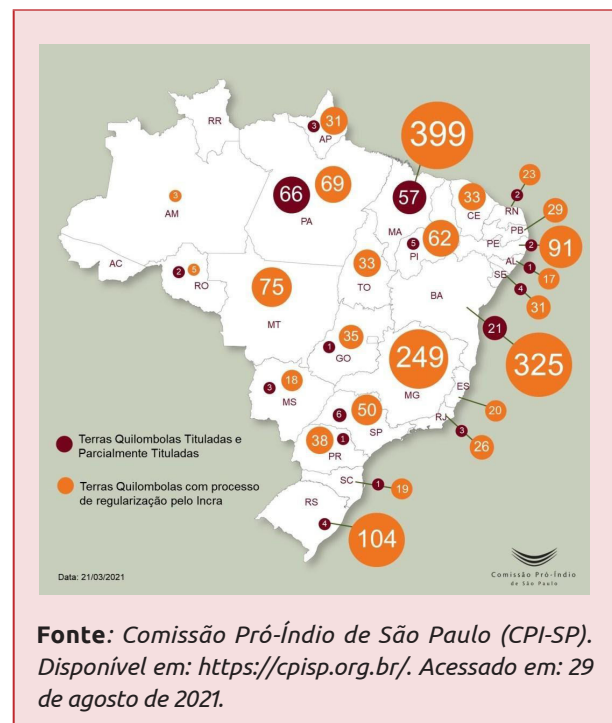 RR
3
31
AP
399
3
AM
66
69
PA
57
MA
33
CE
23
2
RN
29
PB
5
PI
62
PE
2
91
AL
1
17
SE
4
31
AC
2
5
RO
75
MT
33
TO
BA
21
325
1
35
GO
249
MG
ES
20
3
18
MS
6
50
SP
RJ
3
26
38
1
PR
SC
1
19
RS
4
104
Terras Quilombolas Tituladas e
Parcialmente Tituladas
Terras Quilombolas com processo
de regularização pelo Incra
Data: 21/03/2021
Comissão Pró-Índio
de São Paulo
Fonte: Comissão Pró-Índio de São Paulo (CPI-SP).
Disponível em: https://cpisp.org.br/. Acessado em: 29
de agosto de 2021.